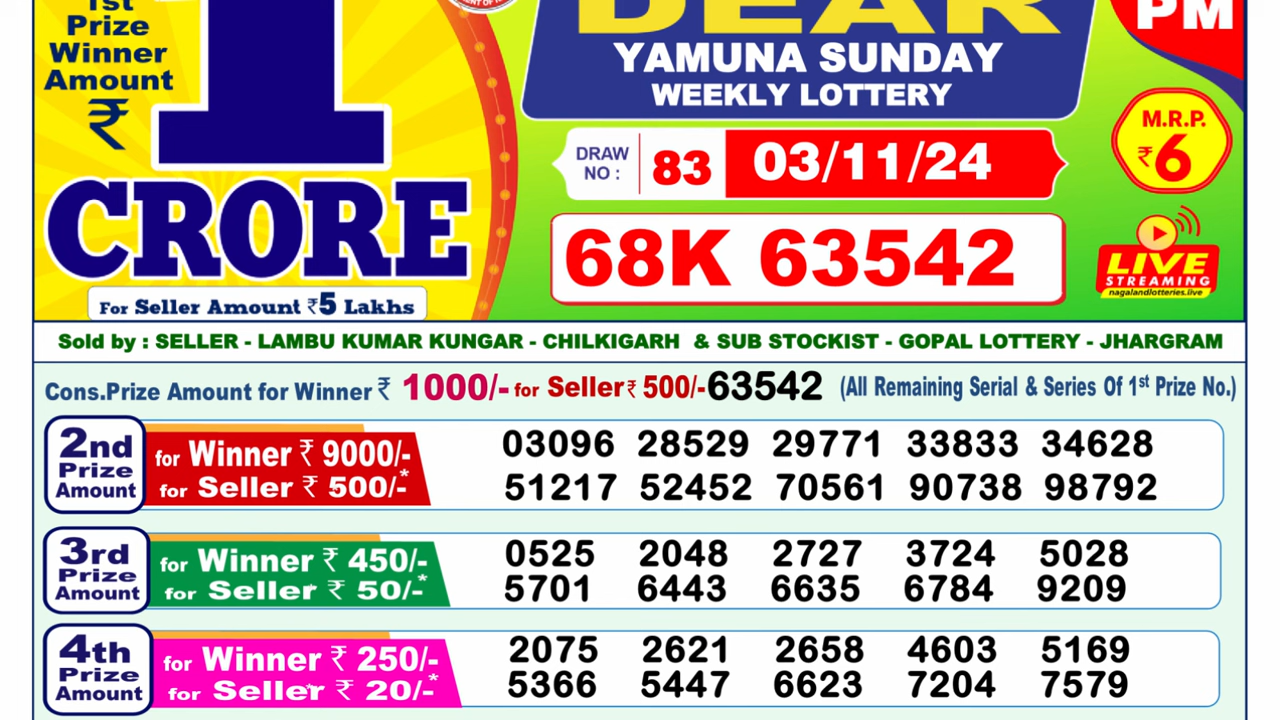 1st
Prize
Winner
Amount
₹
1
CRORE
For Seller Amount ₹5 Lakhs
DEAR
YAMUNA SUNDAY
WEEKLY LOTTERY
PM
M.R.P.
₹6
DRAW NO : 83 03/11/24
68K 63542
LIVE
STREAMING
nagalandlotteries.live
Sold by : SELLER - LAMBU KUMAR KUNGAR - CHILKIGARH & SUB STOCKIST - GOPAL LOTTERY - JHARGRAM
Cons.Prize Amount for Winner ₹ 1000/- for Seller ₹ 500/- 63542 (All Remaining Serial & Series Of 1st Prize No.)
2nd
Prize
Amount
for Winner ₹ 9000/-
for Seller ₹ 500/-*
03096 28529 29771 33833 34628
51217 52452 70561 90738 98792
3rd
Prize
Amount
for Winner ₹ 450/-
for Seller ₹ 50/-*
0525 2048 2727 3724 5028
5701 6443 6635 6784 9209
4th
Prize
Amount
for Winner ₹ 250/-
for Seller ₹ 20/-*
2075 2621 2658 4603 5169
5366 5447 6623 7204 7579